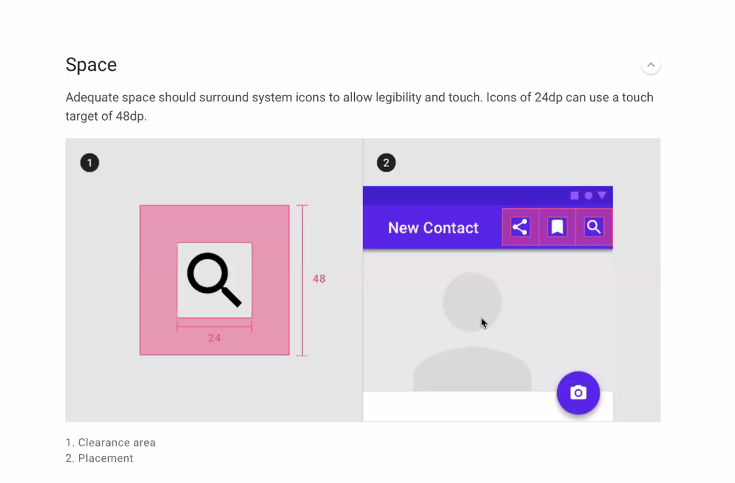 Space
Adequate space should surround system icons to allow legibility and touch. Icons of 24dp can use a touch
target of 48dp.
1
2
New Contact
48
24
1. Clearance area
2. Placement